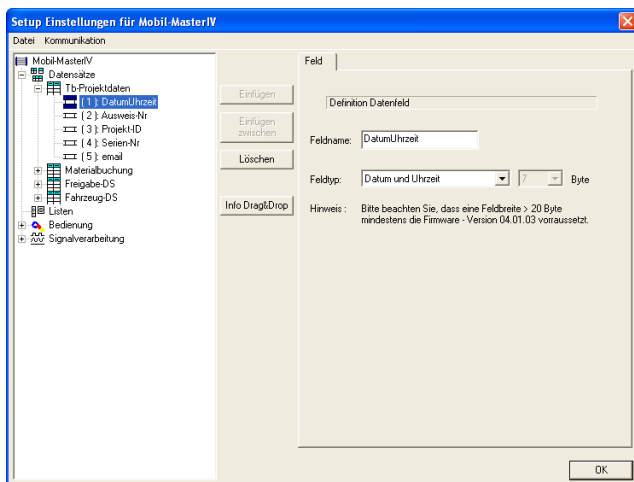 Setup Einstellungen für Mobil-MasterIV
Datei Kommunikation
Mobil-MasterIV
Datensätze
Tb-Projektdaten
( 1 ): DatumUhrzeit
( 2 ): Ausweis-Nr
( 3 ): Projekt-ID
( 4 ): Serien-Nr
( 5 ): email
Materialbuchung
Freigabe-DS
Fahrzeug-DS
Listen
Bedienung
Signalverarbeitung
Einfügen
Einfügen
zwischen
Löschen
Info Drag&Drop
Feld
Definition Datenfeld
Feldname: DatumUhrzeit
Feldtyp: Datum und Uhrzeit 7 Byte
Hinweis : Bitte beachten Sie, dass eine Feldbreite > 20 Byte
mindestens die Firmware - Version 04.01.03 vorraussetzt.
OK